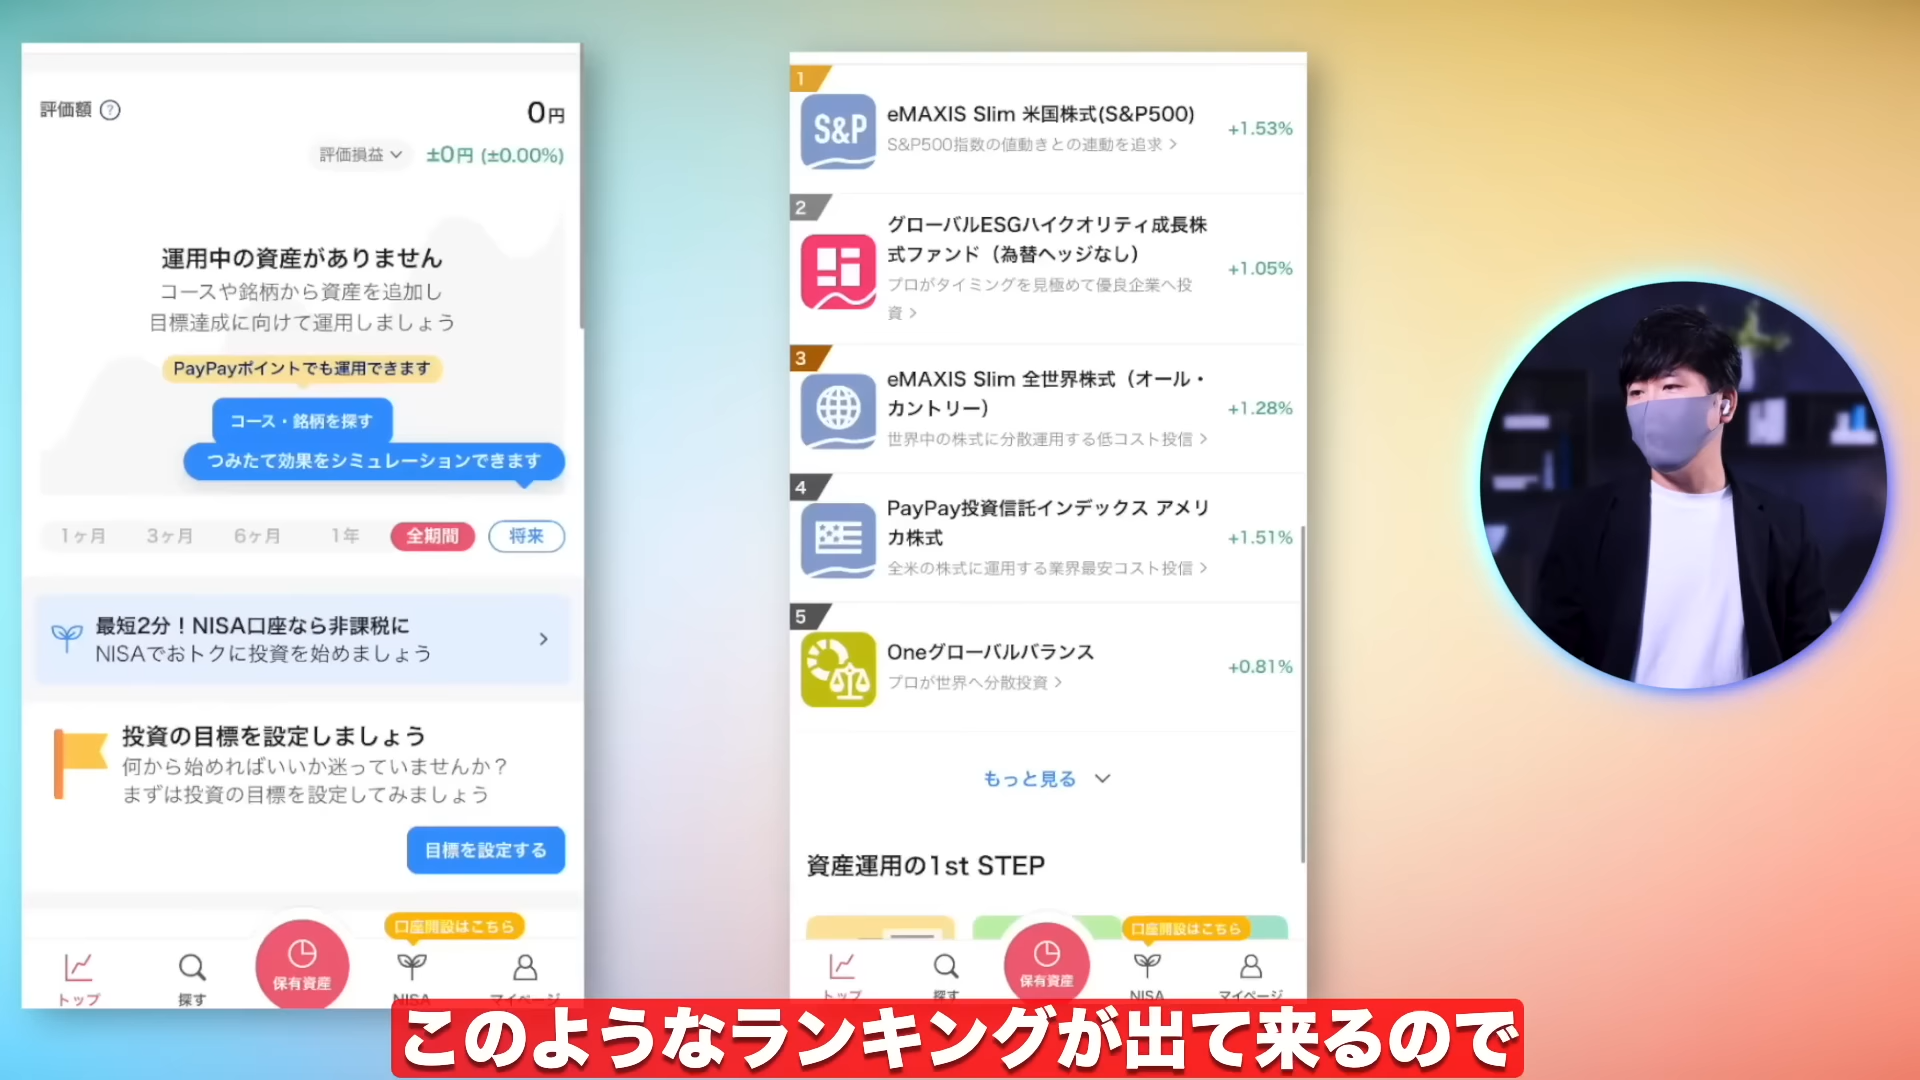 評価額 ?
0円
評価損益 ±0円 (±0.00%)
運用中の資産がありません
コースや銘柄から資産を追加し
目標達成に向けて運用しましょう
PayPayポイントでも運用できます
コース・銘柄を探す
つみたて効果をシミュレーションできます
1ヶ月 3ヶ月 6ヶ月 1年 全期間 将来
最短2分！NISA口座なら非課税に
NISAでおトクに投資を始めましょう
投資の目標を設定しましょう
何から始めればいいか迷っていませんか？
まずは投資の目標を設定してみましょう
目標を設定する
口座開設はこちら
トップ 探す 保有資産 NISA マイページ
1
S&P
eMAXIS Slim 米国株式(S&P500)
S&P500指数の値動きとの連動を追求
+1.53%
2
グローバルESGハイクオリティ成長株
式ファンド（為替ヘッジなし）
プロがタイミングを見極めて優良企業へ投
資
+1.05%
3
eMAXIS Slim 全世界株式（オール・
カントリー）
世界中の株式に分散運用する低コスト投信
+1.28%
4
PayPay投資信託インデックス アメリ
カ株式
全米の株式に運用する業界最安コスト投信
+1.51%
5
Oneグローバルバランス
プロが世界へ分散投資
+0.81%
もっと見る
資産運用の1st STEP
口座開設はこちら
トップ 探す 保有資産 NISA マイページ
このようなランキングが出て来るので